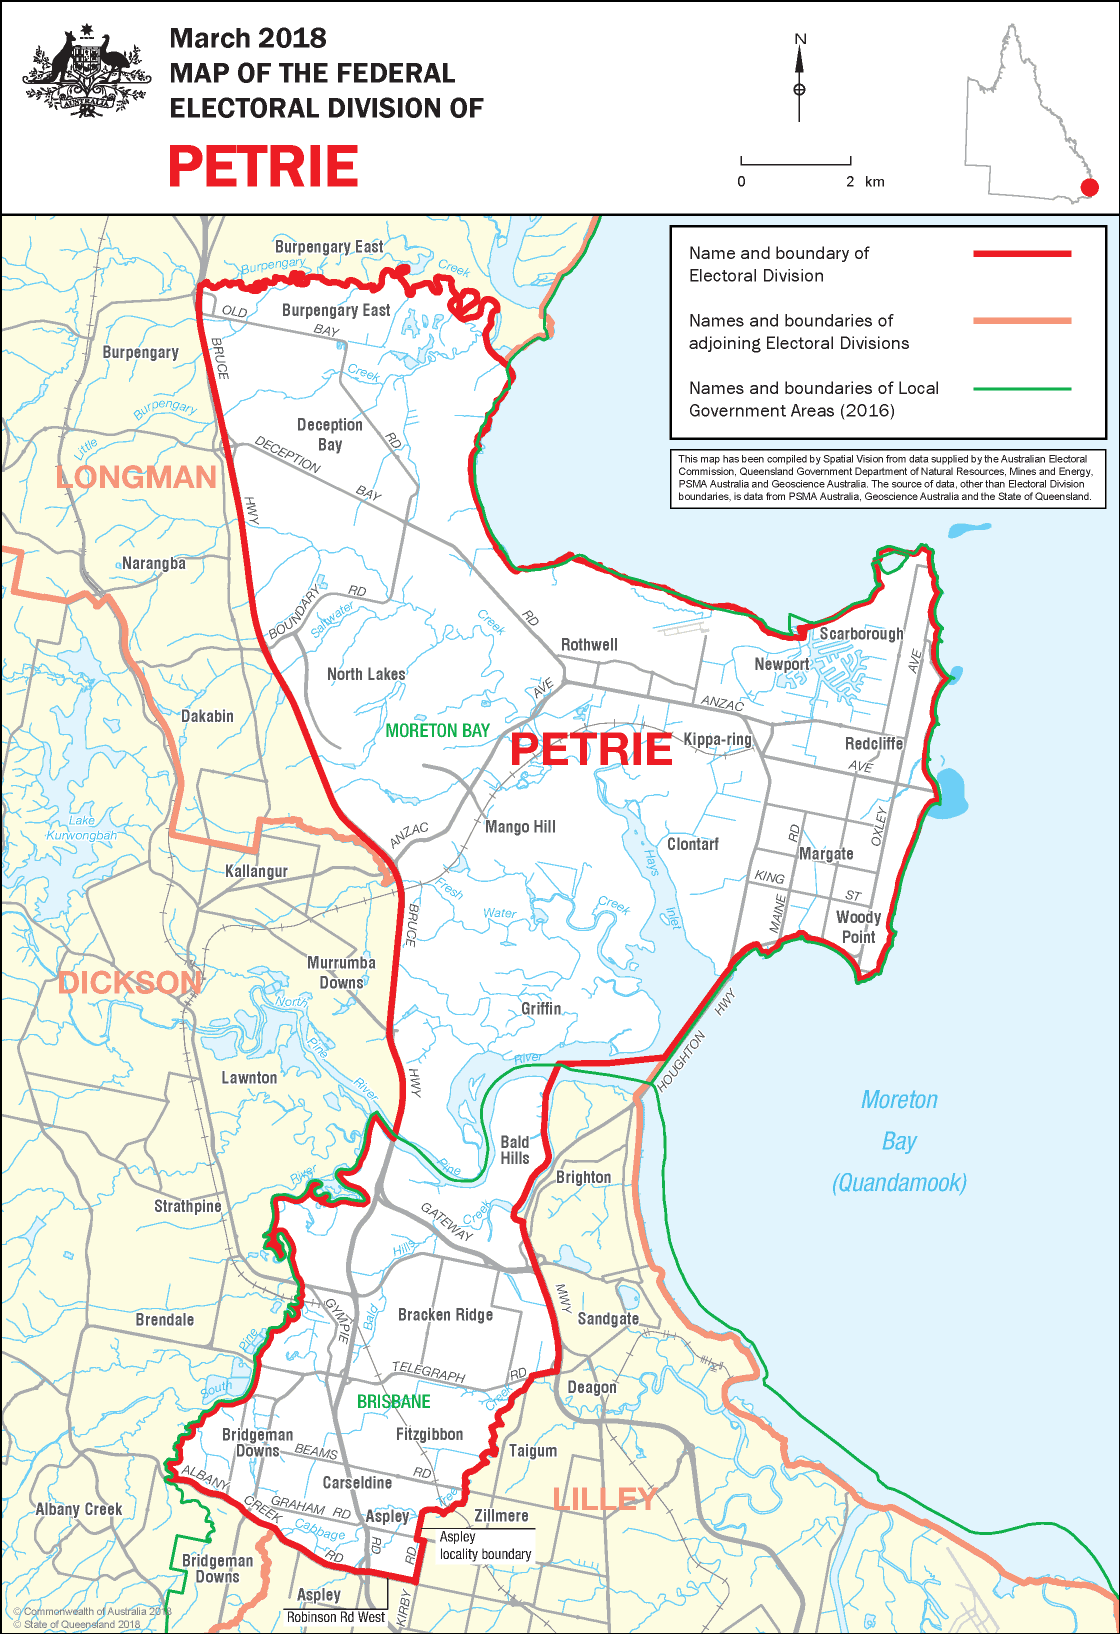 March 2018
MAP OF THE FEDERAL
ELECTORAL DIVISION OF
PETRIE
AUSTRALIA
N
0 2 km
Name and boundary of
Electoral Division
Names and boundaries of
adjoining Electoral Divisions
Names and boundaries of Local
Government Areas (2016)
This map has been compiled by Spatial Vision from data supplied by the Australian Electoral
Commission, Queensland Government Department of Natural Resources, Mines and Energy,
PSMA Australia and Geoscience Australia. The source of data, other than Electoral Division
boundaries, is data from PSMA Australia, Geoscience Australia and the State of Queensland.
Burpengary East
Burpengary
Creek
OLD
BAY
RD
Burpengary East
Burpengary
BRUCE
Creek
Burpengary
Little
Deception
Bay
DECEPTION
BAY
RD
LONGMAN
HWY
Narangba
BOUNDARY
RD
Saltwater
Creek
Rothwell
Scarborough
Newport
AVE
North Lakes
AVE
ANZAC
Dakabin
MORETON BAY
PETRIE
Kippa-ring
Redcliffe
AVE
Lake
Kurwongbah
ANZAC
Mango Hill
Clontarf
Hays
Inlet
RD
Margate
OXLEY
Kallangur
KING
ST
MAINE
Fresh
Water
Creek
Woody
Point
BRUCE
Murrumba
Downs
DICKSON
North
Pine
River
Griffin
HWY
HOUGHTON
River
Lawnton
HWY
Moreton
Bay
(Quandamook)
Bald
Hills
Pine
River
Brighton
Strathpine
GATEWAY
Creek
Hills
Bald
MWY
GYMPIE
Bracken Ridge
Sandgate
Brendale
Pine
South
TELEGRAPH
RD
Creek
Deagon
BRISBANE
Bridgeman
Downs
Fitzgibbon
BEAMS
RD
Taigum
ALBANY
CREEK
RD
Carseldine
GRAHAM RD
Cabbage
Tree
Aspley
RD
Zillmere
LILLEY
Albany Creek
Aspley
locality boundary
RD
KIRBY
Bridgeman
Downs
Aspley
Robinson Rd West
© Commonwealth of Australia 2018
© State of Queensland 2018